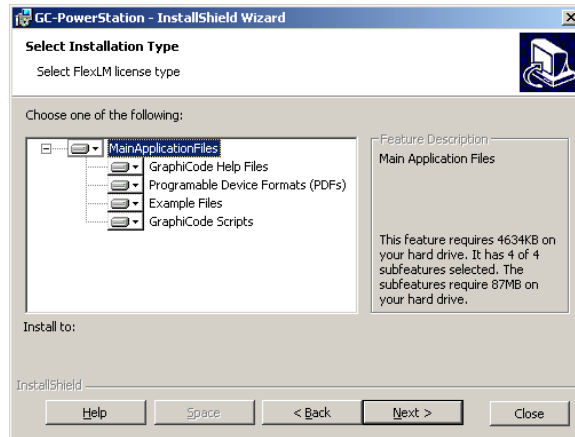 GC-PowerStation - InstallShield Wizard
Select Installation Type
Select FlexLM license type
Choose one of the following:
MainApplicationFiles
GraphiCode Help Files
Programable Device Formats (PDFs)
Example Files
GraphiCode Scripts
Feature Description
Main Application Files
This feature requires 4634KB on
your hard drive. It has 4 of 4
subfeatures selected. The
subfeatures require 87MB on
your hard drive.
Install to:
InstallShield
Help
Space
< Back
Next >
Close